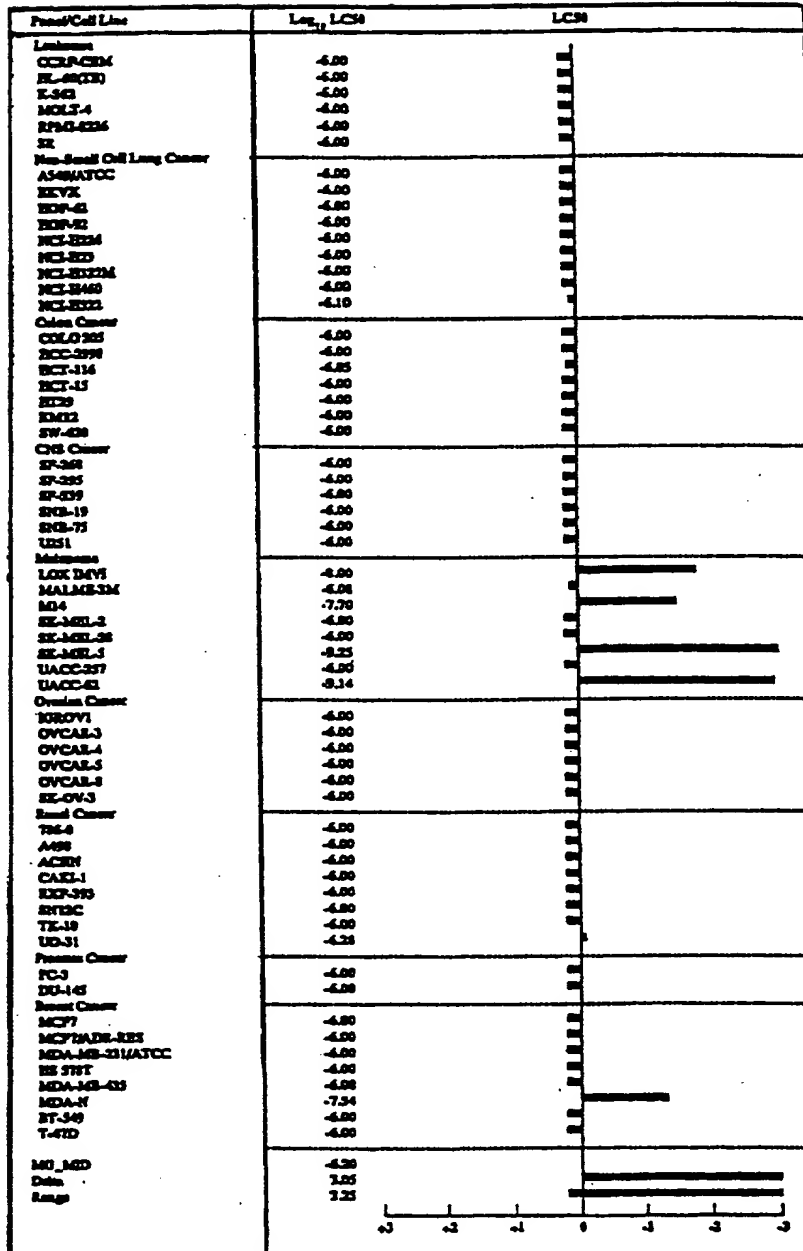 Panel/Cell Line Log10 LC50 LC50
Leukemia
CCRF-CEM -6.00
HL-60(TB) -6.00
K-562 -6.00
MOLT-4 -6.00
RPMI-8226 -6.00
SR -6.00
Non-Small Cell Lung Cancer
A549/ATCC -6.00
EKVX -6.00
HOP-62 -6.00
HOP-92 -6.00
NCI-H226 -6.00
NCI-H23 -6.00
NCI-H322M -6.00
NCI-H460 -6.00
NCI-H522 -6.10
Colon Cancer
COLO 205 -6.00
HCC-2998 -6.00
HCT-116 -6.05
HCT-15 -6.00
HT29 -6.00
KM12 -6.00
SW-620 -6.00
CNS Cancer
SF-268 -6.00
SF-295 -6.00
SF-539 -6.00
SNB-19 -6.00
SNB-75 -6.00
U251 -6.00
Melanoma
LOX IMVI -8.00
MALME-3M -6.08
M14 -7.70
SK-MEL-2 -6.00
SK-MEL-28 -6.00
SK-MEL-5 -9.25
UACC-257 -6.00
UACC-62 -9.14
Ovarian Cancer
IGROV1 -6.00
OVCAR-3 -6.00
OVCAR-4 -6.00
OVCAR-5 -6.00
OVCAR-8 -6.00
SK-OV-3 -6.00
Renal Cancer
786-0 -6.00
A498 -6.00
ACHN -6.00
CAKI-1 -6.00
RXF-393 -6.00
SN12C -6.00
TK-10 -6.00
UO-31 -6.28
Prostate Cancer
PC-3 -6.00
DU-145 -6.00
Breast Cancer
MCF7 -6.00
MCF7/ADR-RES -6.00
MDA-MB-231/ATCC -6.00
HS 578T -6.00
MDA-MB-435 -6.00
MDA-N -7.54
BT-549 -6.00
T-47D -6.00
MG_MID -6.20
Delta 3.05
Range 3.25
+3 +2 +1 0 -1 -2 -3